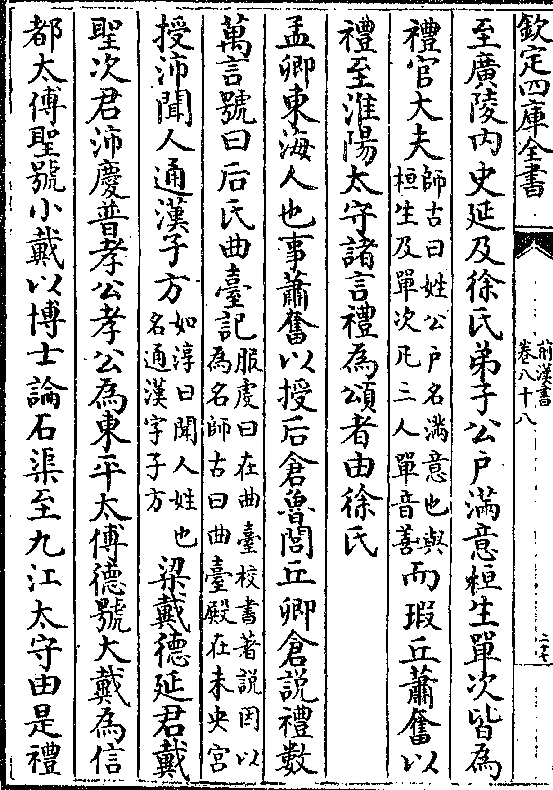 欽定四庫全書
前漢書
卷八十八
至廣陵内史延及徐氏弟子公户滿意桓生單次皆為
禮官大夫師古曰姓公户名滿意也與桓生及單次凡三人單音善而瑕丘蕭奮以
禮至淮陽太守諸言禮為頌者由徐氏
孟卿東海人也事蕭奮以授后倉魯閭丘卿倉説禮數
萬言號曰后氏曲臺記服虔曰在曲臺校書著説因以為名師古曰曲臺殿在未央宫
授沛聞人通漢子方如淳曰聞人姓也名通漢字子方梁戴德延君戴
聖次君沛慶普孝公孝公為東平太傅德號大戴為信
都太傅聖號小戴以博士論石渠至九江太守由是禮